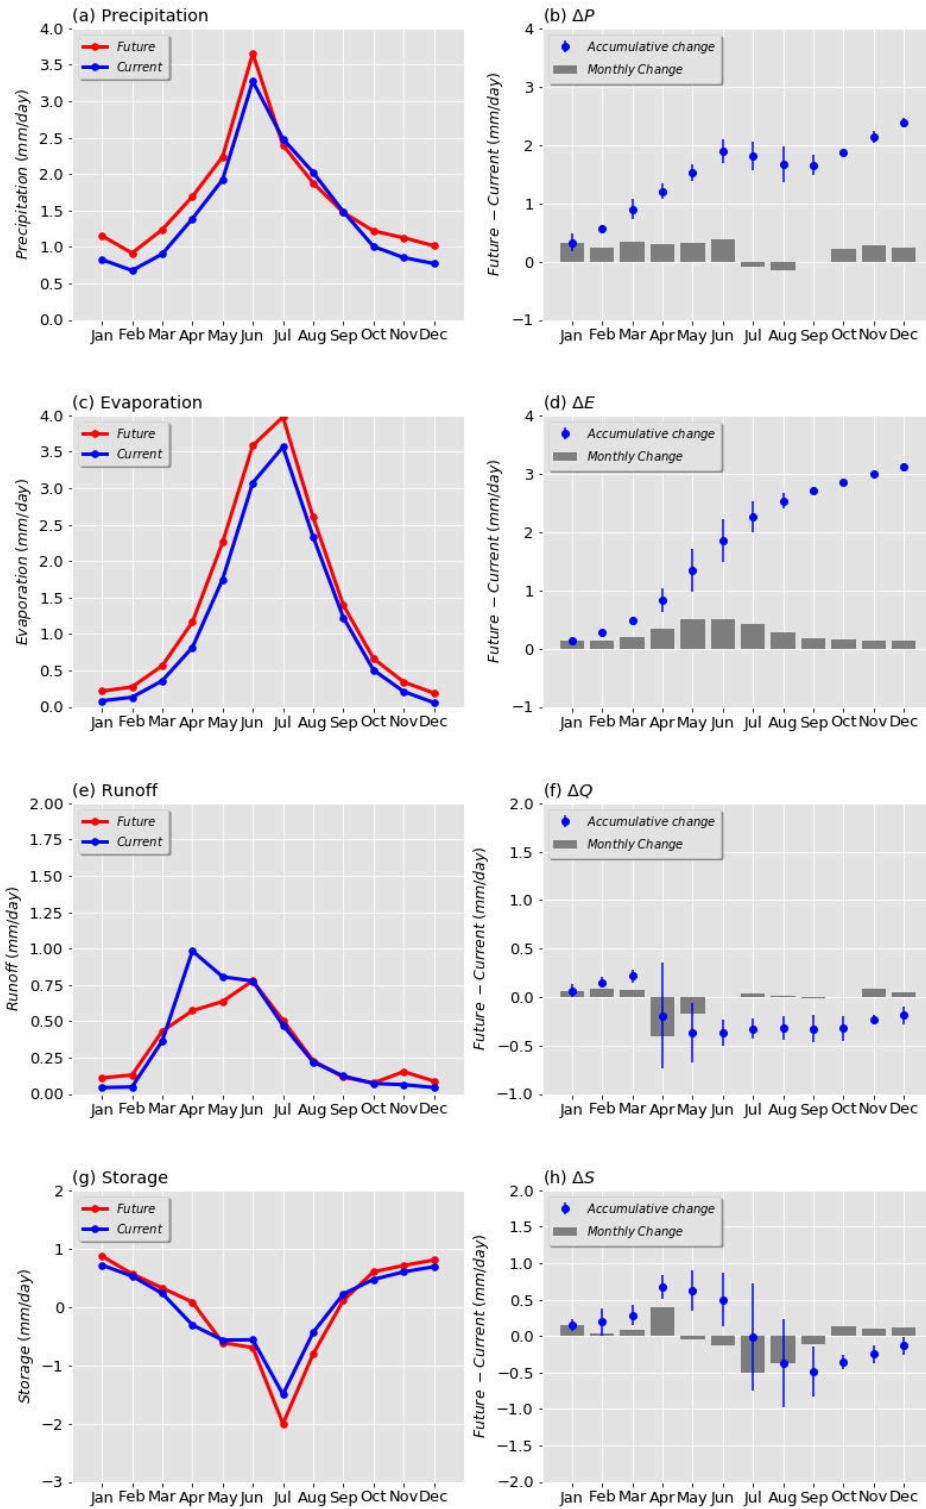 (a) Precipitation
Precipitation (mm/day)
4.0
3.5
3.0
2.5
2.0
1.5
1.0
0.5
0.0
Future
Current
Jan Feb Mar Apr May Jun Jul Aug Sep Oct Nov Dec
(b) ΔP
Future − Current (mm/day)
4
3
2
1
0
−1
Accumulative change
Monthly Change
Jan Feb Mar Apr May Jun Jul Aug Sep Oct Nov Dec
(c) Evaporation
Evaporation (mm/day)
4.0
3.5
3.0
2.5
2.0
1.5
1.0
0.5
0.0
Future
Current
Jan Feb Mar Apr May Jun Jul Aug Sep Oct Nov Dec
(d) ΔE
Future − Current (mm/day)
4
3
2
1
0
−1
Accumulative change
Monthly Change
Jan Feb Mar Apr May Jun Jul Aug Sep Oct Nov Dec
(e) Runoff
Runoff (mm/day)
2.00
1.75
1.50
1.25
1.00
0.75
0.50
0.25
0.00
Future
Current
Jan Feb Mar Apr May Jun Jul Aug Sep Oct Nov Dec
(f) ΔQ
Future − Current (mm/day)
2.0
1.5
1.0
0.5
0.0
−0.5
−1.0
Accumulative change
Monthly Change
Jan Feb Mar Apr May Jun Jul Aug Sep Oct Nov Dec
(g) Storage
Storage (mm/day)
2
1
0
−1
−2
−3
Future
Current
Jan Feb Mar Apr May Jun Jul Aug Sep Oct Nov Dec
(h) ΔS
Future − Current (mm/day)
2.0
1.5
1.0
0.5
0.0
−0.5
−1.0
−1.5
−2.0
Accumulative change
Monthly Change
Jan Feb Mar Apr May Jun Jul Aug Sep Oct Nov Dec